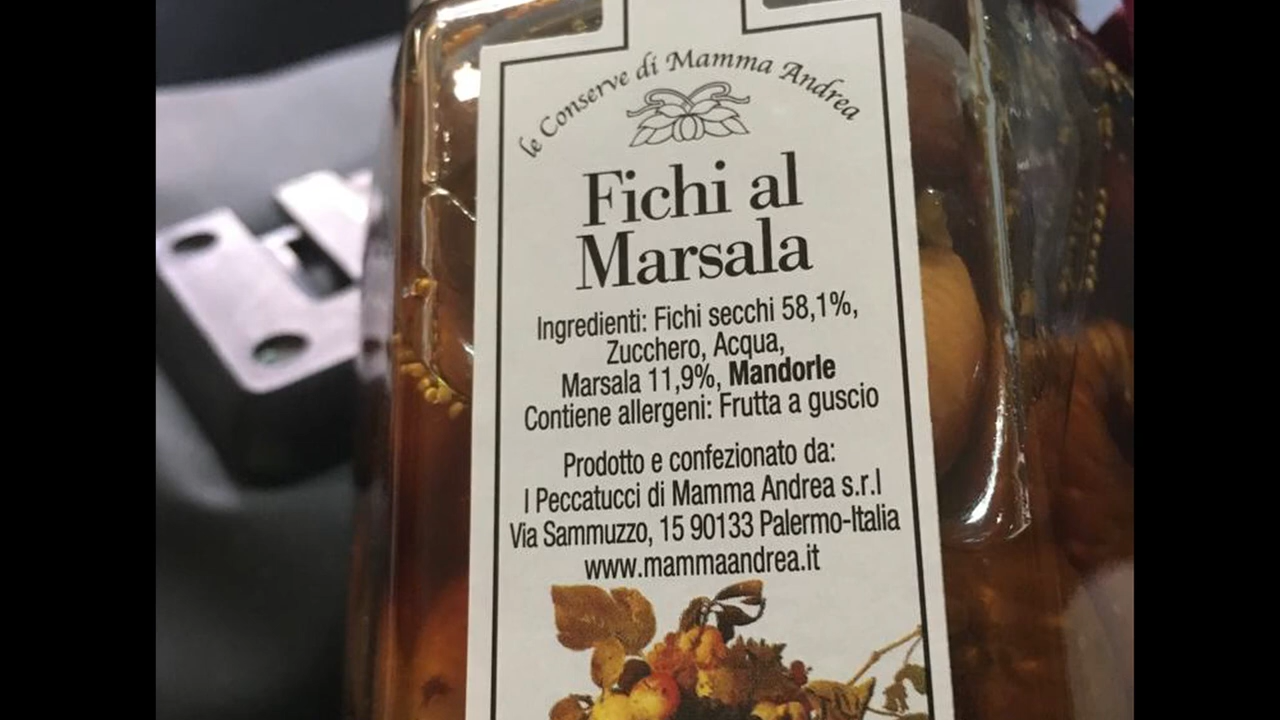 le Conserve di Mamma Andrea
Fichi al
Marsala
Ingredienti: Fichi secchi 58,1%,
Zucchero, Acqua,
Marsala 11,9%, Mandorle
Contiene allergeni: Frutta a guscio
Prodotto e confezionato da:
I Peccatucci di Mamma Andrea s.r.l
Via Sammuzzo, 15 90133 Palermo-Italia
www.mammaandrea.it